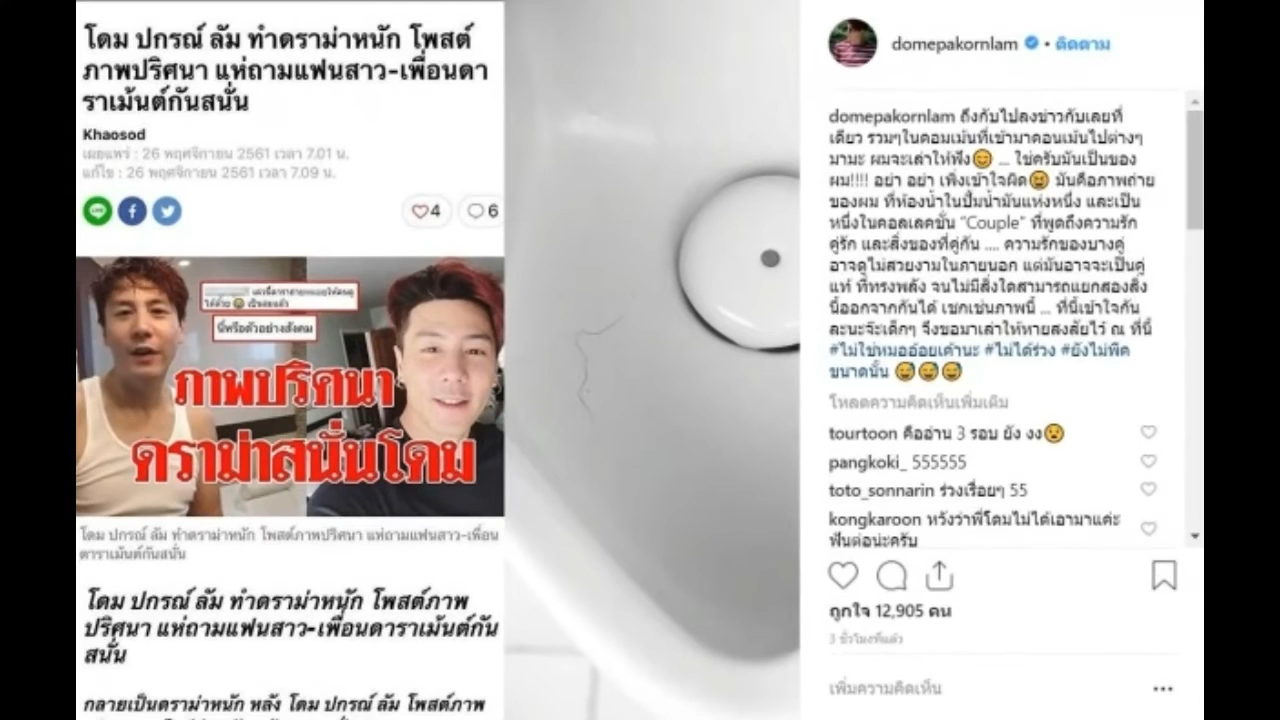 โดม ปกรณ์ ลัม ทำดราม่าหนัก โพสต์
ภาพปริศนา แห่ถามแฟนสาว-เพื่อนดา
ราเม้นต์กันสนั่น
Khaosod
เผยแพร่ : 26 พฤศจิกายน 2561 เวลา 7.01 น.
แก้ไข : 26 พฤศจิกายน 2561 เวลา 7.09 น.
4
6
นี่หรือตัวอย่างสังคม
ภาพปริศนา
ดราม่าสนั่นโดม
โดม ปกรณ์ ลัม ทำดราม่าหนัก โพสต์ภาพปริศนา แห่ถามแฟนสาว-เพื่อน
ดาราเม้นต์กันสนั่น
โดม ปกรณ์ ลัม ทำดราม่าหนัก โพสต์ภาพ
ปริศนา แห่ถามแฟนสาว-เพื่อนดาราเม้นต์กัน
สนั่น
กลายเป็นดราม่าหนัก หลัง โดม ปกรณ์ ลัม โพสต์ภาพ
domepakornlam • ติดตาม
domepakornlam ถึงกับไปลงข่าวกับเลยที่
เดียว รวมๆในคอมเม้นที่เข้ามาคอนเม้นไปต่างๆ
มามะ ผมจะเล่าให้ฟัง😊 ... ใช่ครับมันเป็นของ
ผม!!!! อย่า อย่า เพิ่งเข้าใจผิด😆 มันคือภาพถ่าย
ของผม ที่ห้องน้ำในปั๊มน้ำมันแห่งหนึ่ง และเป็น
หนึ่งในคอลเลคชั่น "Couple" ที่พูดถึงความรัก
คู่รัก และสิ่งของที่คู่กัน .... ความรักของบางคู่
อาจดูไม่สวยงามในภายนอก แต่มันอาจจะเป็นคู่
แท้ ที่ทรงพลัง จนไม่มีสิ่งใดสามารถแยกสองสิ่ง
นี้ออกจากกันได้ เชกเช่นภาพนี้ ... ที่นี้เข้าใจกัน
ละนะจ๊ะเด็กๆ จึงขอมาเล่าให้หายสงสัยไว้ ณ ที่นี้
#ไม่ใช่หมออ้อยเค้านะ #ไม่ได้ร่วง #ยังไม่พีค
ขนาดนั้น 😅😅😅
โหลดความคิดเห็นเพิ่มเติม
tourtoon คืออ่าน 3 รอบ ยัง งง😧
pangkoki_ 555555
toto_sonnarin ร่วงเรื่อยๆ 55
kongkaroon หวังว่าพี่โดมไม่ได้เอามาแคะ
ฟันต่อน่ะครับ
ถูกใจ 12,905 คน
3 ชั่วโมงที่แล้ว
เพิ่มความคิดเห็น